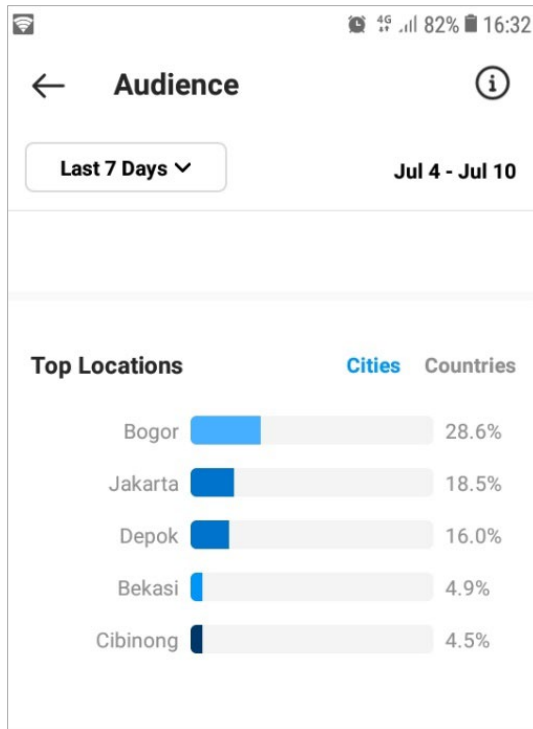 4G 82% 16:32
Audience
Last 7 Days Jul 4 - Jul 10
Top Locations Cities Countries
Bogor 28.6%
Jakarta 18.5%
Depok 16.0%
Bekasi 4.9%
Cibinong 4.5%